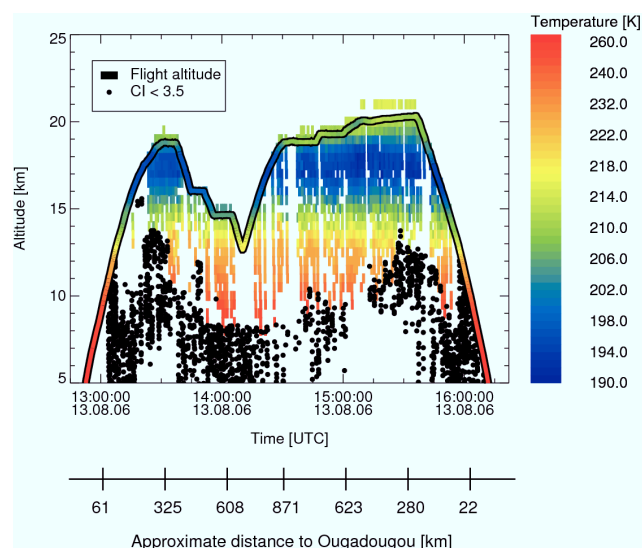 Temperature [K]
25
20
15
10
5
Altitude [km]
Flight altitude
CI < 3.5
260.0
240.0
232.0
224.0
222.0
218.0
214.0
210.0
206.0
202.0
198.0
194.0
190.0
13:00:00 14:00:00 15:00:00 16:00:00
13.08.06 13.08.06 13.08.06 13.08.06
Time [UTC]
61 325 608 871 623 280 22
Approximate distance to Ougadougou [km]